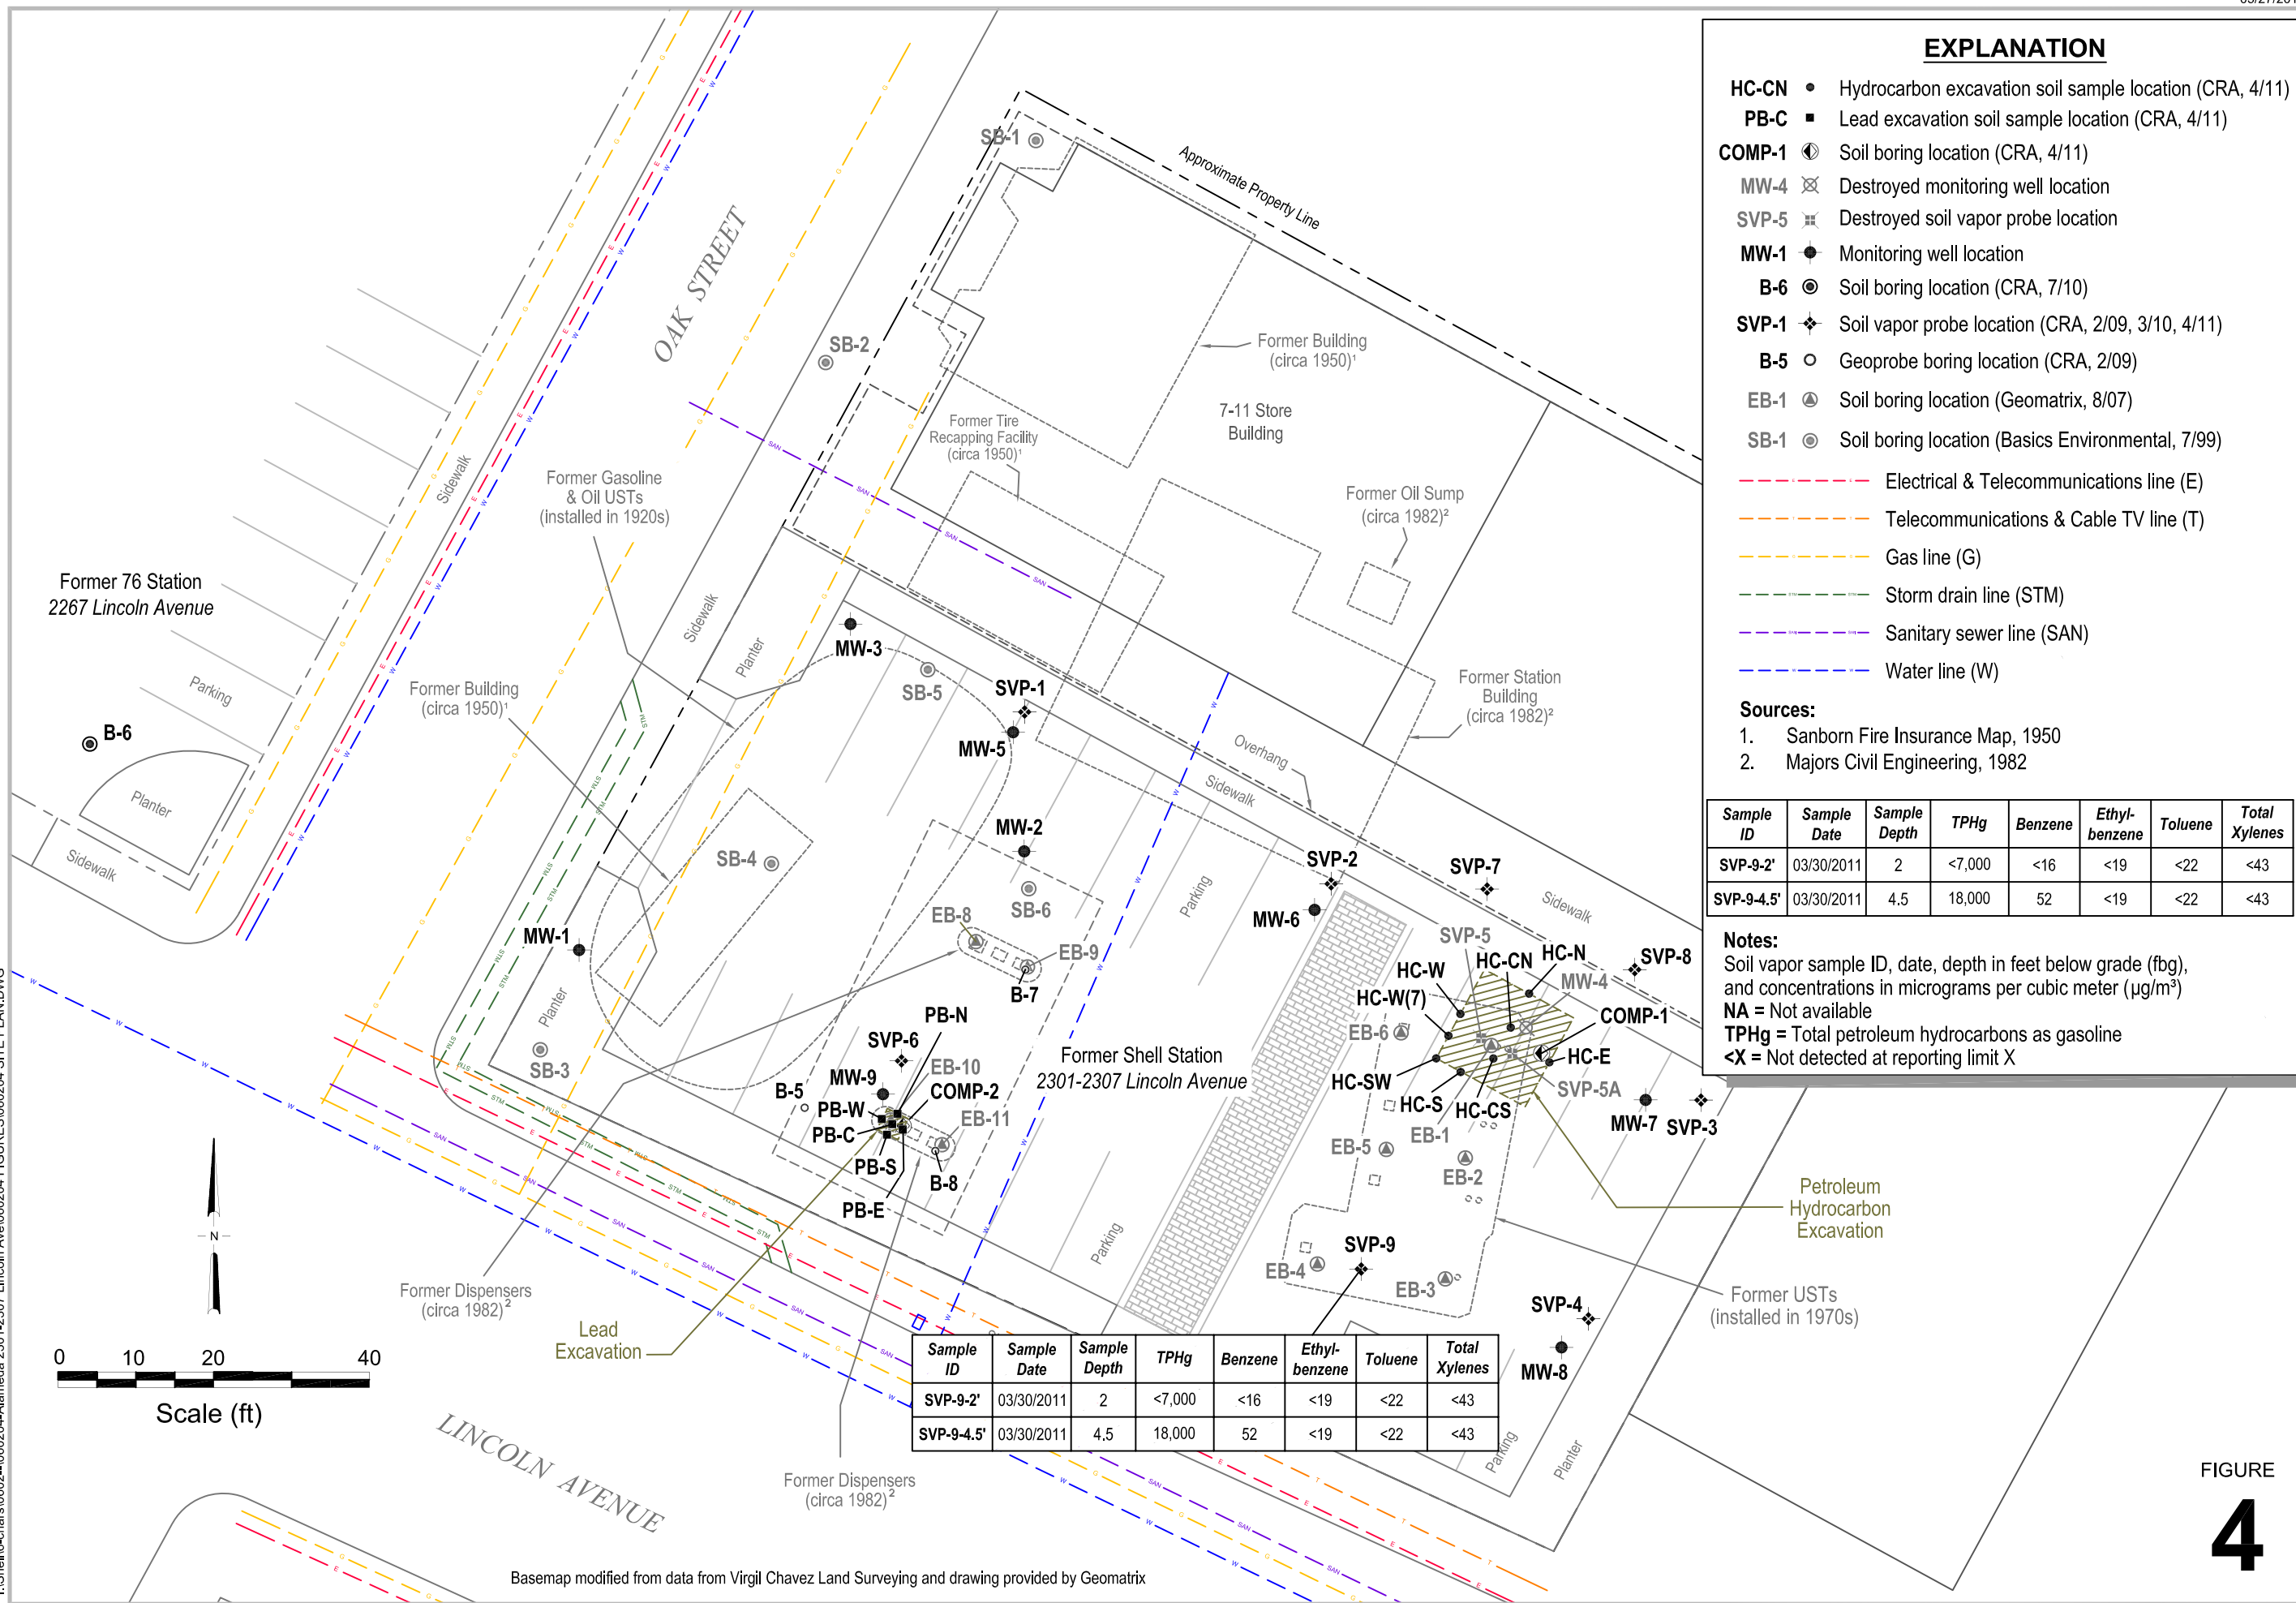 EXPLANATION
HC-CN Hydrocarbon excavation soil sample location (CRA, 4/11)
PB-C Lead excavation soil sample location (CRA, 4/11)
COMP-1 Soil boring location (CRA, 4/11)
MW-4 Destroyed monitoring well location
SVP-5 Destroyed soil vapor probe location
MW-1 Monitoring well location
B-6 Soil boring location (CRA, 7/10)
SVP-1 Soil vapor probe location (CRA, 2/09, 3/10, 4/11)
B-5 Geoprobe boring location (CRA, 2/09)
EB-1 Soil boring location (Geomatrix, 8/07)
SB-1 Soil boring location (Basics Environmental, 7/99)
Electrical & Telecommunications line (E)
Telecommunications & Cable TV line (T)
Gas line (G)
Storm drain line (STM)
Sanitary sewer line (SAN)
Water line (W)
Sources:
1. Sanborn Fire Insurance Map, 1950
2. Majors Civil Engineering, 1982
Sample ID Sample Date Sample Depth TPHg Benzene Ethyl-benzene Toluene Total Xylenes
SVP-9-2' 03/30/2011 2 <7,000 <16 <19 <22 <43
SVP-9-4.5' 03/30/2011 4.5 18,000 52 <19 <22 <43
Notes:
Soil vapor sample ID, date, depth in feet below grade (fbg),
and concentrations in micrograms per cubic meter (µg/m³)
NA = Not available
TPHg = Total petroleum hydrocarbons as gasoline
<X = Not detected at reporting limit X
SB-1
Approximate Property Line
OAK STREET
SB-2
Former Building
(circa 1950)¹
7-11 Store
Building
Former Tire
Recapping Facility
(circa 1950)¹
Sidewalk
Former Gasoline
& Oil USTs
(installed in 1920s)
Former Oil Sump
(circa 1982)²
Former 76 Station
2267 Lincoln Avenue
Sidewalk
Planter
MW-3
Parking
Former Building
(circa 1950)¹
SB-5
SVP-1
Former Station
Building
(circa 1982)²
B-6
MW-5
Overhang
Sidewalk
Planter
Sidewalk
MW-2
SB-4
SVP-2
SVP-7
Parking
SB-6
MW-6
Sidewalk
EB-8
MW-1
EB-9
SVP-5
HC-CN
HC-N
SVP-8
HC-W
MW-4
B-7
HC-W(7)
Planter
PB-N
COMP-1
EB-6
SVP-6
Former Shell Station
2301-2307 Lincoln Avenue
HC-E
SB-3
EB-10
MW-9
COMP-2
HC-SW
SVP-5A
B-5
PB-W
EB-11
HC-S
HC-CS
MW-7
SVP-3
PB-C
EB-1
PB-S
B-8
EB-5
EB-2
PB-E
Petroleum
Hydrocarbon
Excavation
N
Parking
SVP-9
EB-4
EB-3
Former Dispensers
(circa 1982)²
SVP-4
Former USTs
(installed in 1970s)
Lead
Excavation
MW-8
0 10 20 40
Scale (ft)
Sample ID Sample Date Sample Depth TPHg Benzene Ethyl-benzene Toluene Total Xylenes
SVP-9-2' 03/30/2011 2 <7,000 <16 <19 <22 <43
SVP-9-4.5' 03/30/2011 4.5 18,000 52 <19 <22 <43
LINCOLN AVENUE
Former Dispensers
(circa 1982)²
Parking
Planter
FIGURE
4
Basemap modified from data from Virgil Chavez Land Surveying and drawing provided by Geomatrix